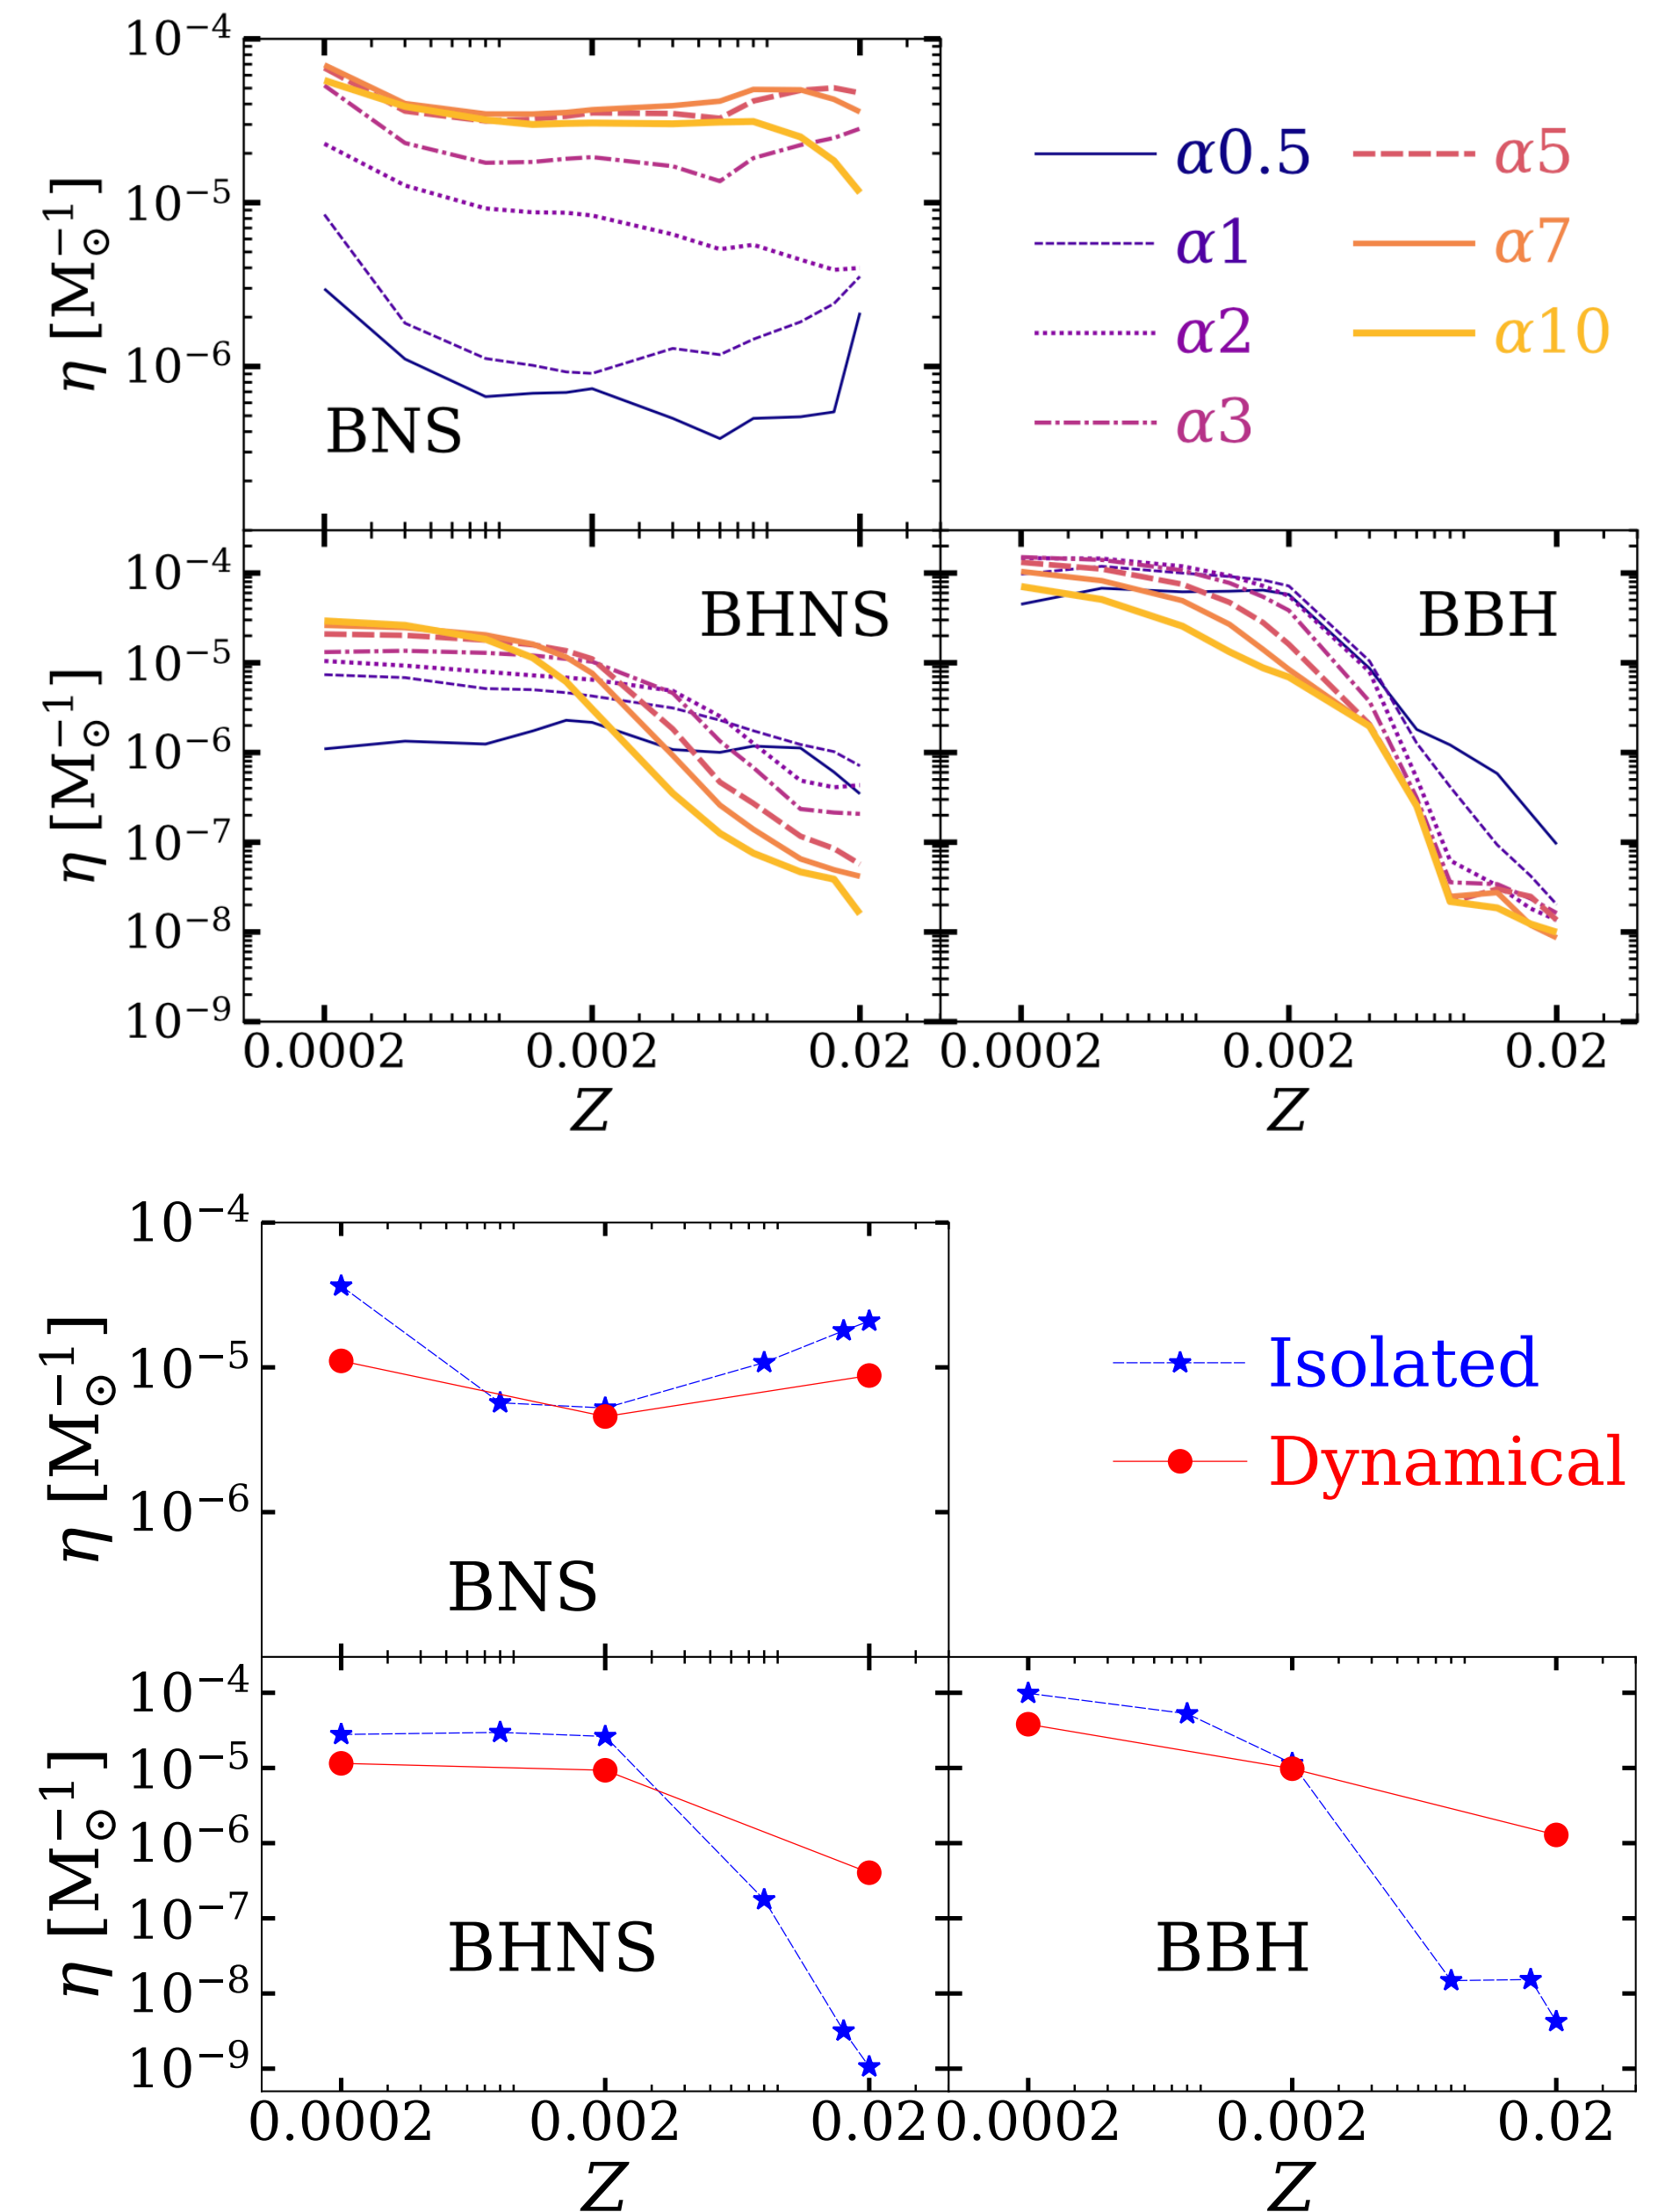 10⁻⁴
10⁻⁵
10⁻⁶
η [M⊙⁻¹]
BNS
α0.5
α1
α2
α3
α5
α7
α10
10⁻⁴
10⁻⁵
10⁻⁶
10⁻⁷
10⁻⁸
10⁻⁹
η [M⊙⁻¹]
BHNS
BBH
0.0002 0.002 0.02 0.0002 0.002 0.02
Z Z
10⁻⁴
10⁻⁵
10⁻⁶
η [M⊙⁻¹]
BNS
Isolated
Dynamical
10⁻⁴
10⁻⁵
10⁻⁶
10⁻⁷
10⁻⁸
10⁻⁹
η [M⊙⁻¹]
BHNS
BBH
0.0002 0.002 0.02 0.0002 0.002 0.02
Z Z